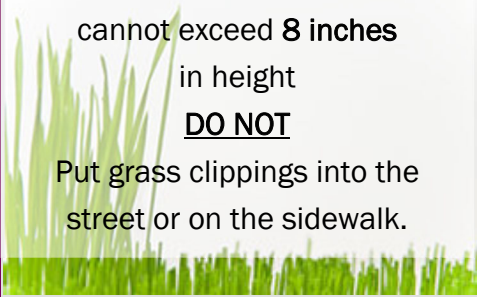 cannot exceed 8 inches
in height
DO NOT
Put grass clippings into the
street or on the sidewalk.